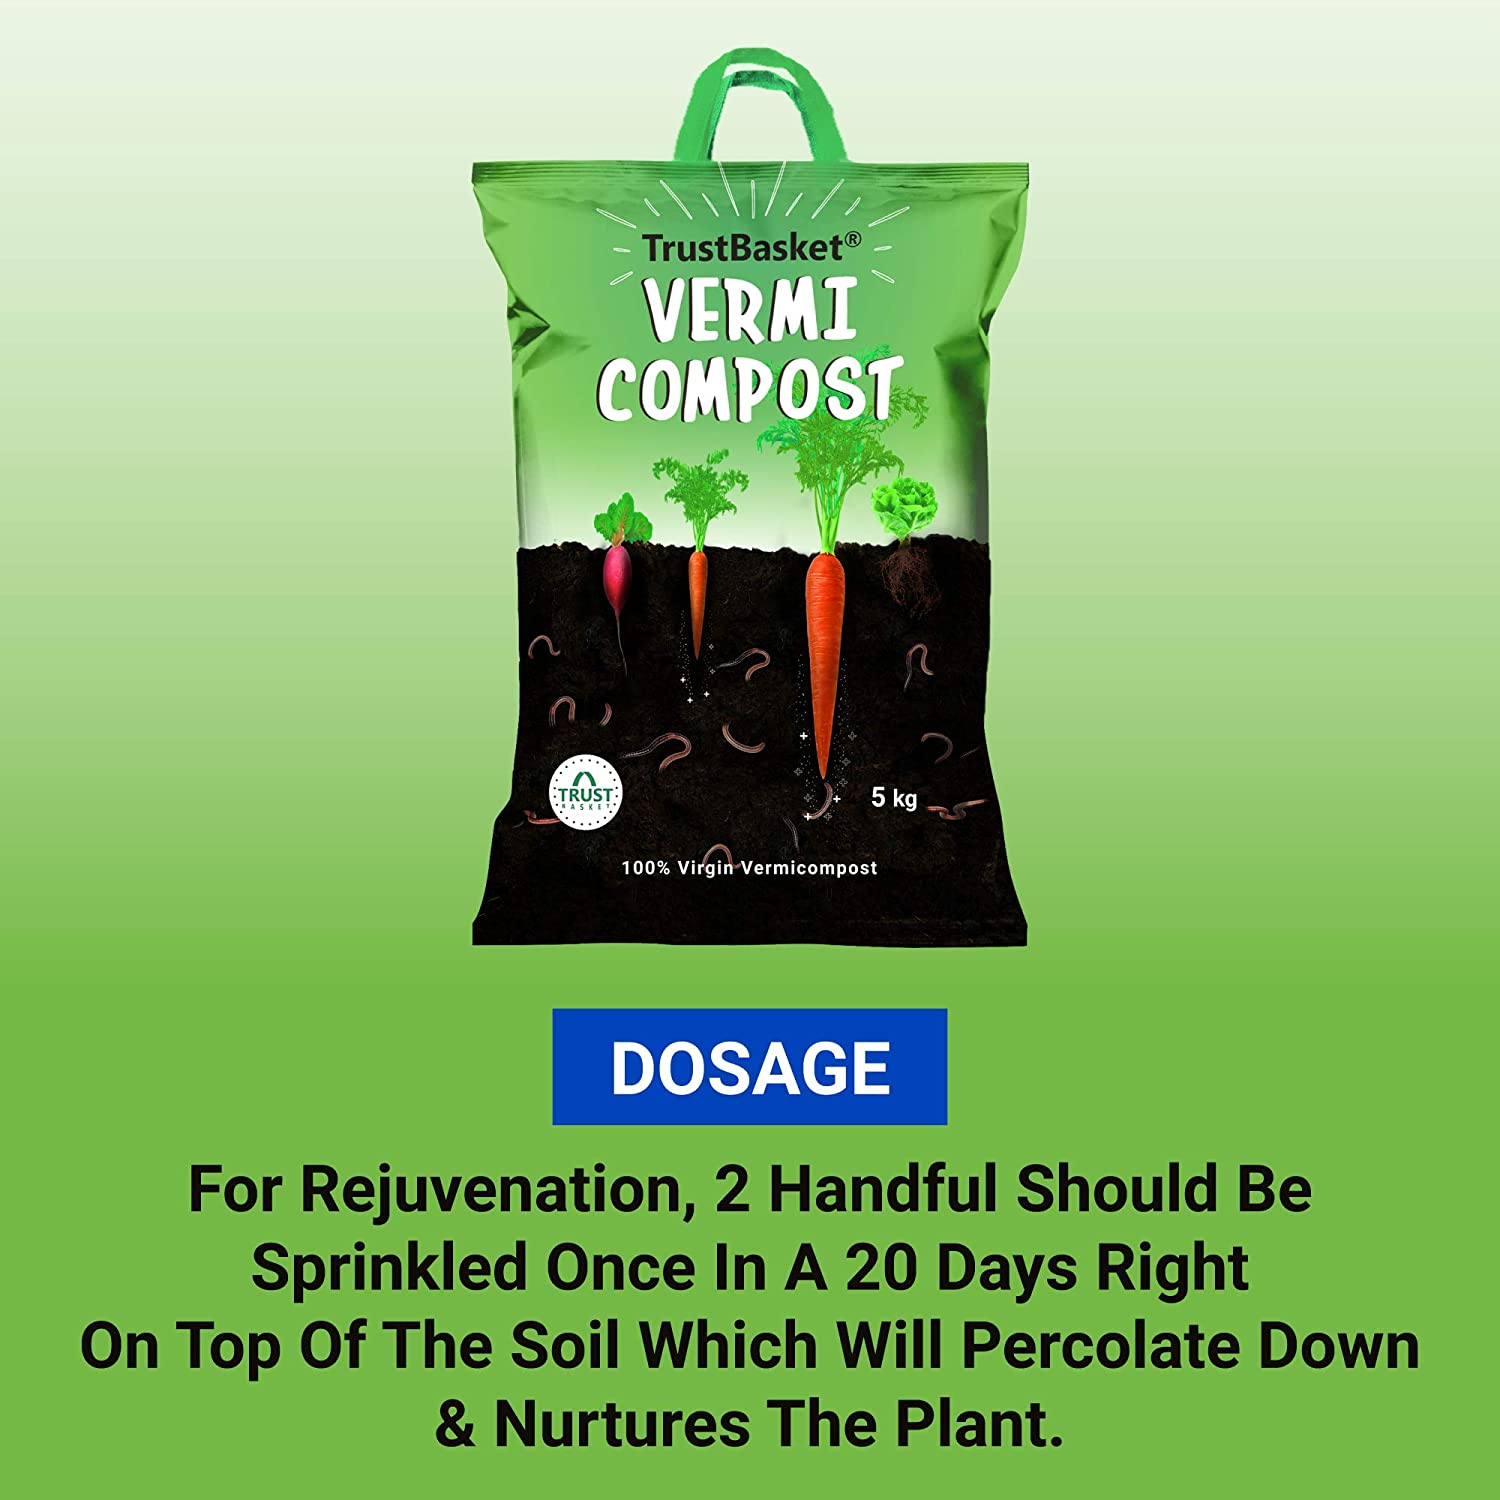 TrustBasket®
VERMI
COMPOST
TRUST
BASKET
5 kg
100% Virgin Vermicompost
DOSAGE
For Rejuvenation, 2 Handful Should Be
Sprinkled Once In A 20 Days Right
On Top Of The Soil Which Will Percolate Down
& Nurtures The Plant.